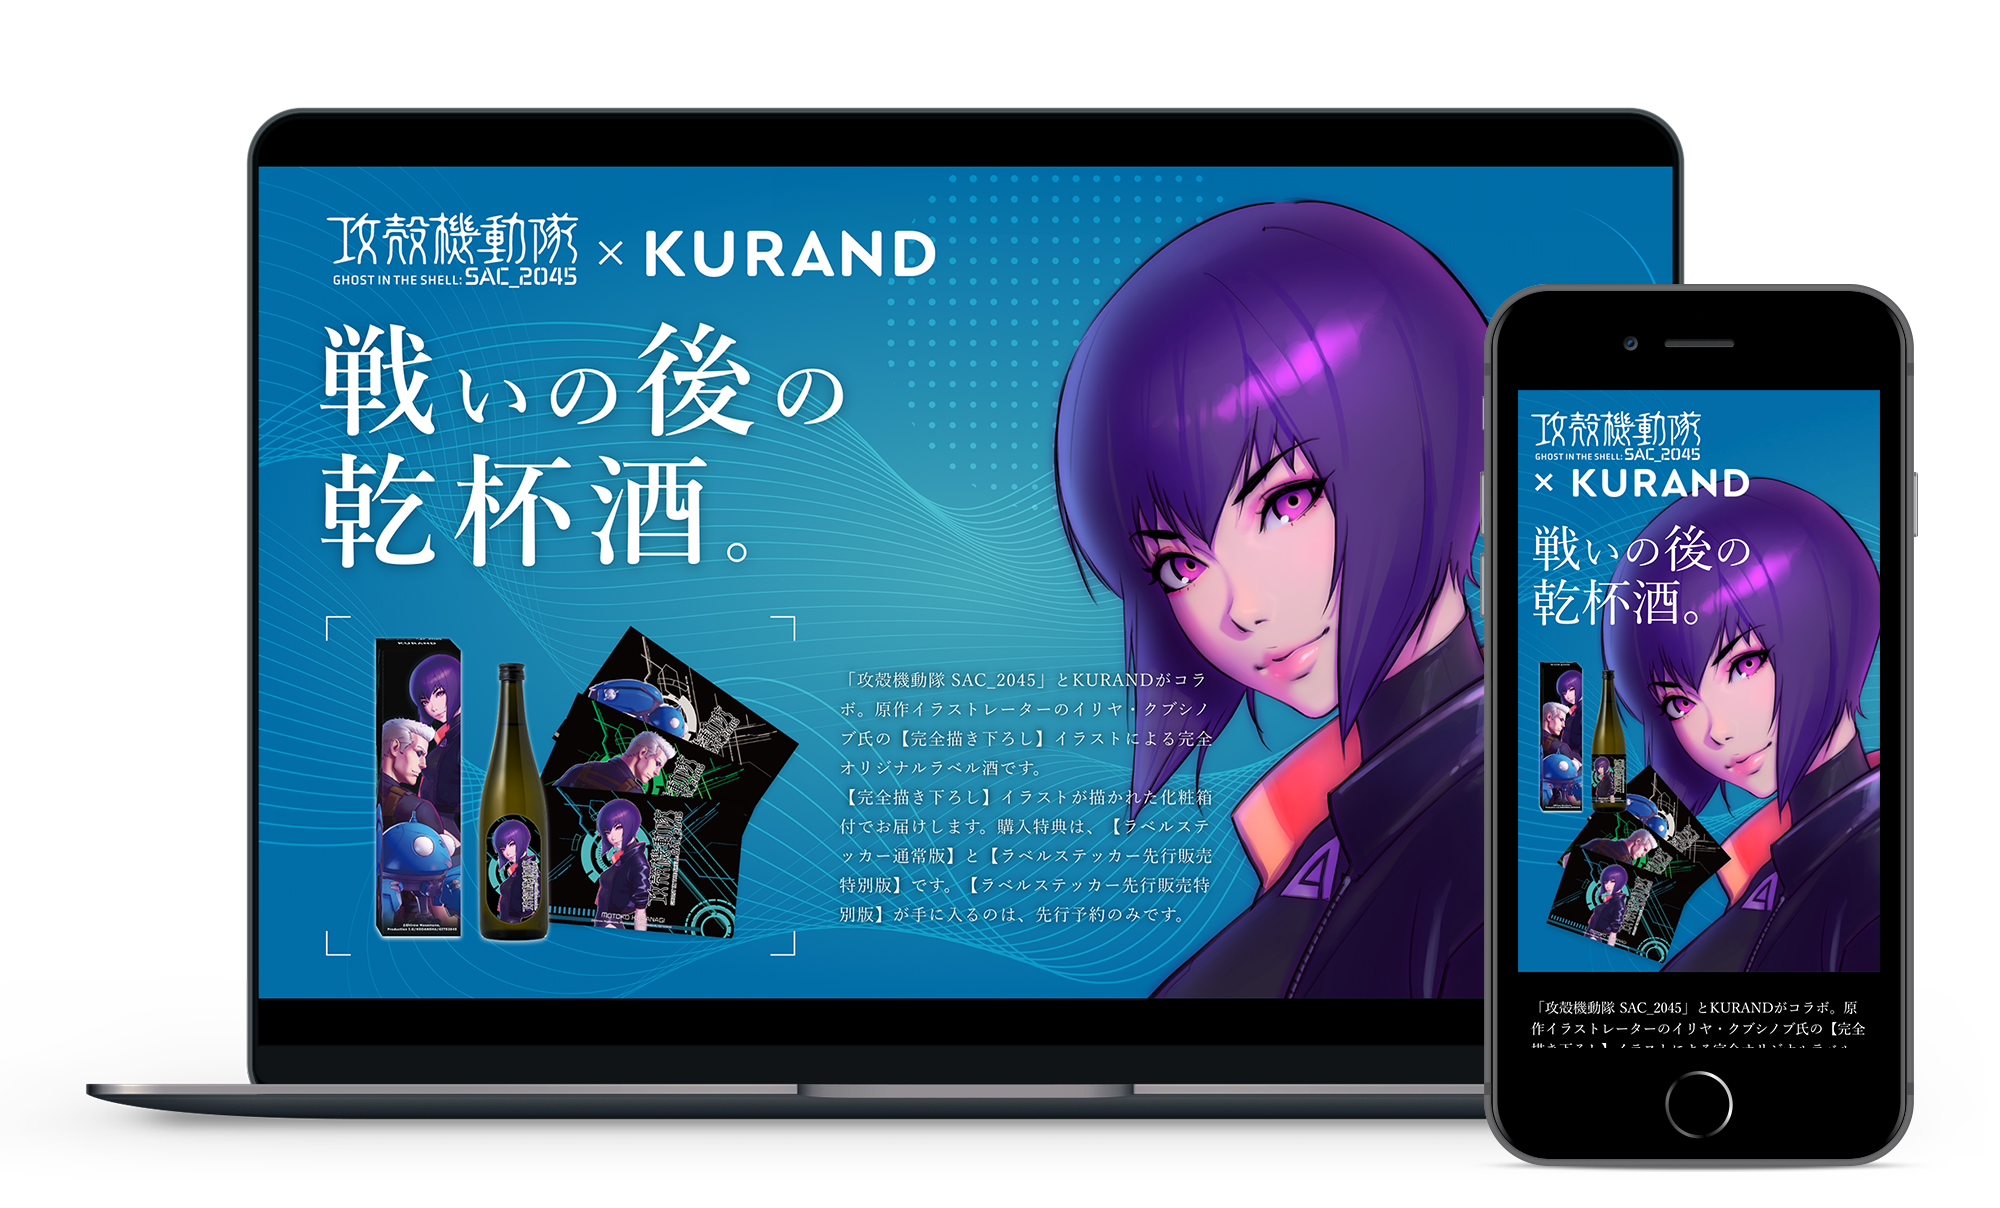 攻殻機動隊
GHOST IN THE SHELL: SAC_2045
× KURAND
戦いの後の
乾杯酒。
KURAND
攻殻機動隊
MOTOKO KUSANAGI
「攻殻機動隊 SAC_2045」とKURANDがコラ
ボ。原作イラストレーターのイリヤ・クブシノ
ブ氏の【完全描き下ろし】イラストによる完全
オリジナルラベル酒です。
【完全描き下ろし】イラストが描かれた化粧箱
付でお届けします。購入特典は、【ラベルステ
ッカー通常版】と【ラベルステッカー先行販売
特別版】です。【ラベルステッカー先行販売特
別版】が手に入るのは、先行予約のみです。
攻殻機動隊
GHOST IN THE SHELL: SAC_2045
× KURAND
戦いの後の
乾杯酒。
「攻殻機動隊 SAC_2045」とKURANDがコラボ。原
作イラストレーターのイリヤ・クブシノブ氏の【完全